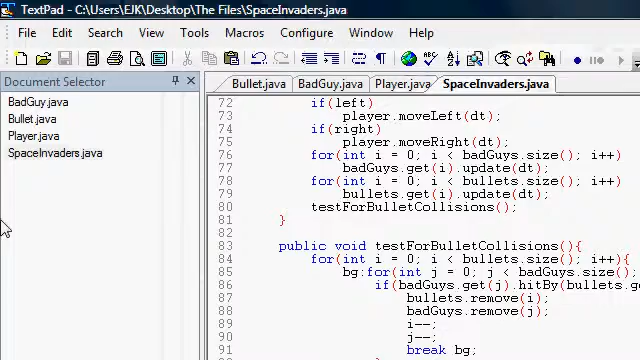 TextPad - C:\Users\EJK\Desktop\The Files\SpaceInvaders.java
File Edit Search View Tools Macros Configure Window Help
Document Selector
BadGuy.java
Bullet.java
Player.java
SpaceInvaders.java
Bullet.java BadGuy.java Player.java SpaceInvaders.java
72 if(left)
73 player.moveLeft(dt);
74 if(right)
75 player.moveRight(dt);
76 for(int i = 0; i < badGuys.size(); i++)
77 badGuys.get(i).update(dt);
78 for(int i = 0; i < bullets.size(); i++)
79 bullets.get(i).update(dt);
80 testForBulletCollisions();
81 }
82
83 public void testForBulletCollisions(){
84 for(int i = 0; i < bullets.size(); i++){
85 bg:for(int j = 0; j < badGuys.size();
86 if(badGuys.get(j).hitBy(bullets.ge
87 bullets.remove(i);
88 badGuys.remove(j);
89 i--;
90 j--;
91 break bg;